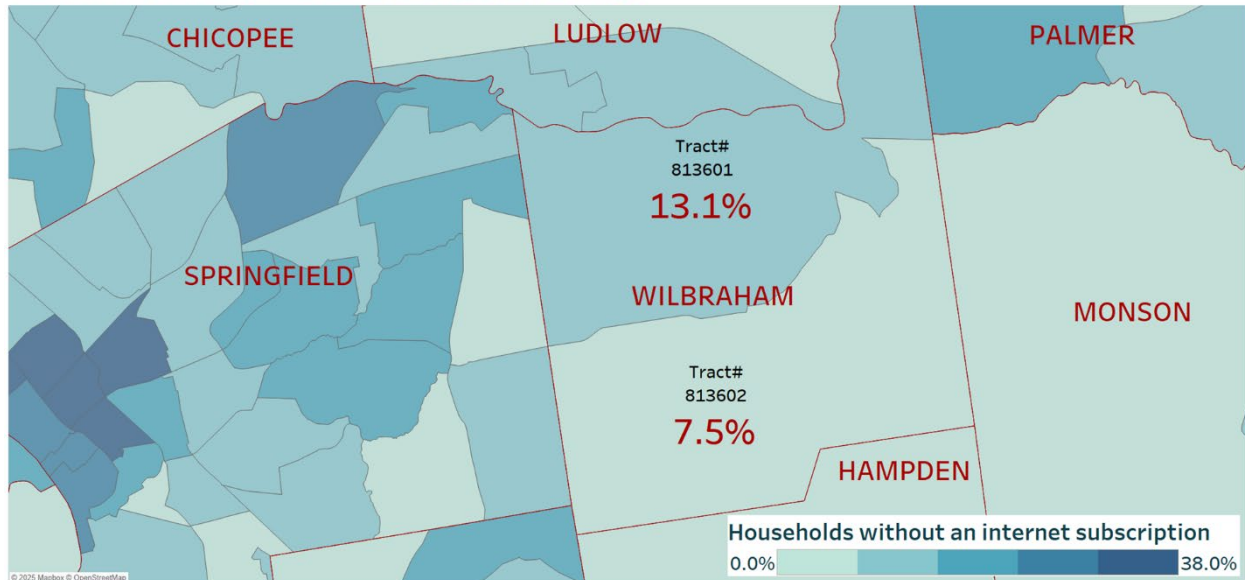 CHICOPEE
LUDLOW
PALMER
Tract#
813601
13.1%
SPRINGFIELD
WILBRAHAM
MONSON
Tract#
813602
7.5%
HAMPDEN
Households without an internet subscription
0.0%
38.0%
© 2025 Mapbox © OpenStreetMap